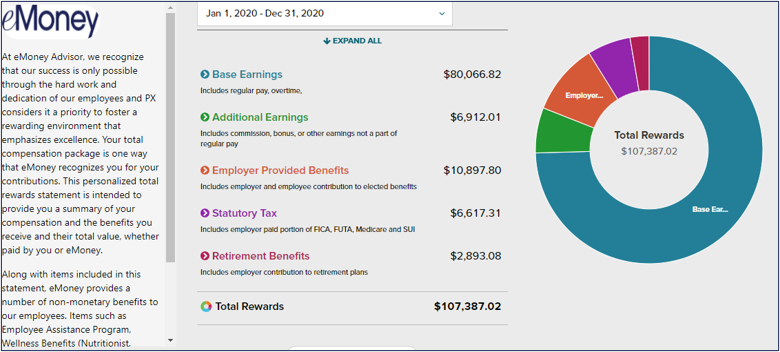 eMoney
At eMoney Advisor, we recognize
that our success is only possible
through the hard work and
dedication of our employees and PX
considers it a priority to foster a
rewarding environment that
emphasizes excellence. Your total
compensation package is one way
that eMoney recognizes you for your
contributions. This personalized total
rewards statement is intended to
provide you a summary of your
compensation and the benefits you
receive and their total value, whether
paid by you or eMoney.
Along with items included in this
statement, eMoney provides a
number of non-monetary benefits to
our employees. Items such as
Employee Assistance Program,
Wellness Benefits (Nutritionist,
Jan 1, 2020 - Dec 31, 2020
EXPAND ALL
Base Earnings $80,066.82
Includes regular pay, overtime,
Additional Earnings $6,912.01
Includes commission, bonus, or other earnings not a part of
regular pay
Employer Provided Benefits $10,897.80
Includes employer and employee contribution to elected benefits
Statutory Tax $6,617.31
Includes employer paid portion of FICA, FUTA, Medicare and SUI
Retirement Benefits $2,893.08
Includes employer contribution to retirement plans
Total Rewards $107,387.02
Employer...
Total Rewards
$107,387.02
Base Ear...